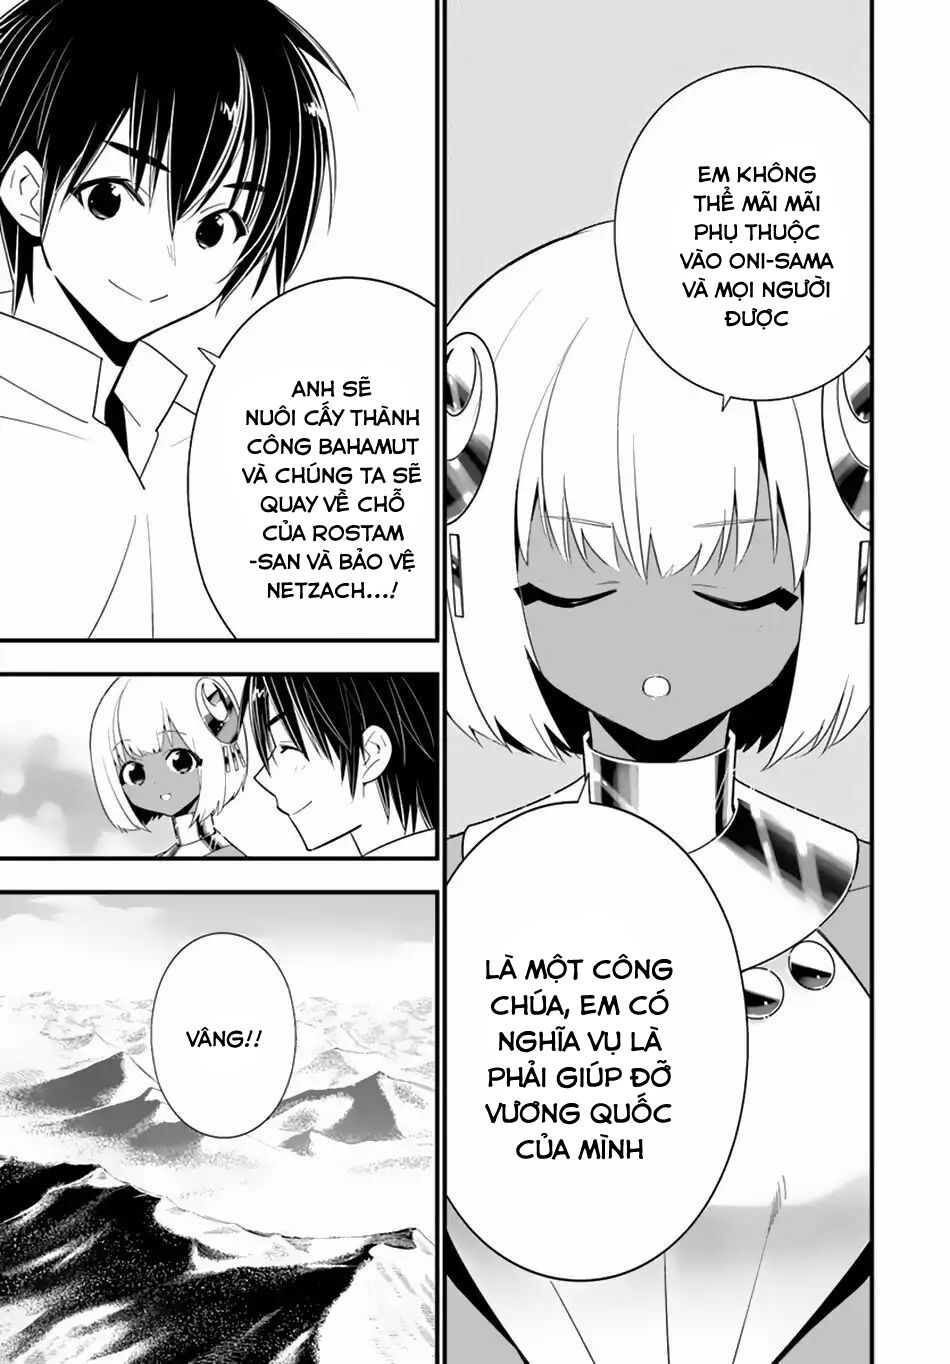 EM KHÔNG
THỂ MÃI MÃI
PHỤ THUỘC
VÀO ONI-SAMA
VÀ MỌI NGƯỜI
ĐƯỢC
LÀ MỘT CÔNG
CHÚA, EM CÓ
NGHĨA VỤ LÀ
PHẢI GIÚP ĐỠ
VƯƠNG QUỐC
CỦA MÌNH
ANH SẼ
NUÔI CẤY THÀNH
CÔNG BAHAMUT
VÀ CHÚNG TA SẼ
QUAY VỀ CHỖ
CỦA ROSTAM
-SAN VÀ BẢO VỆ
NETZACH...!
VÂNG!!